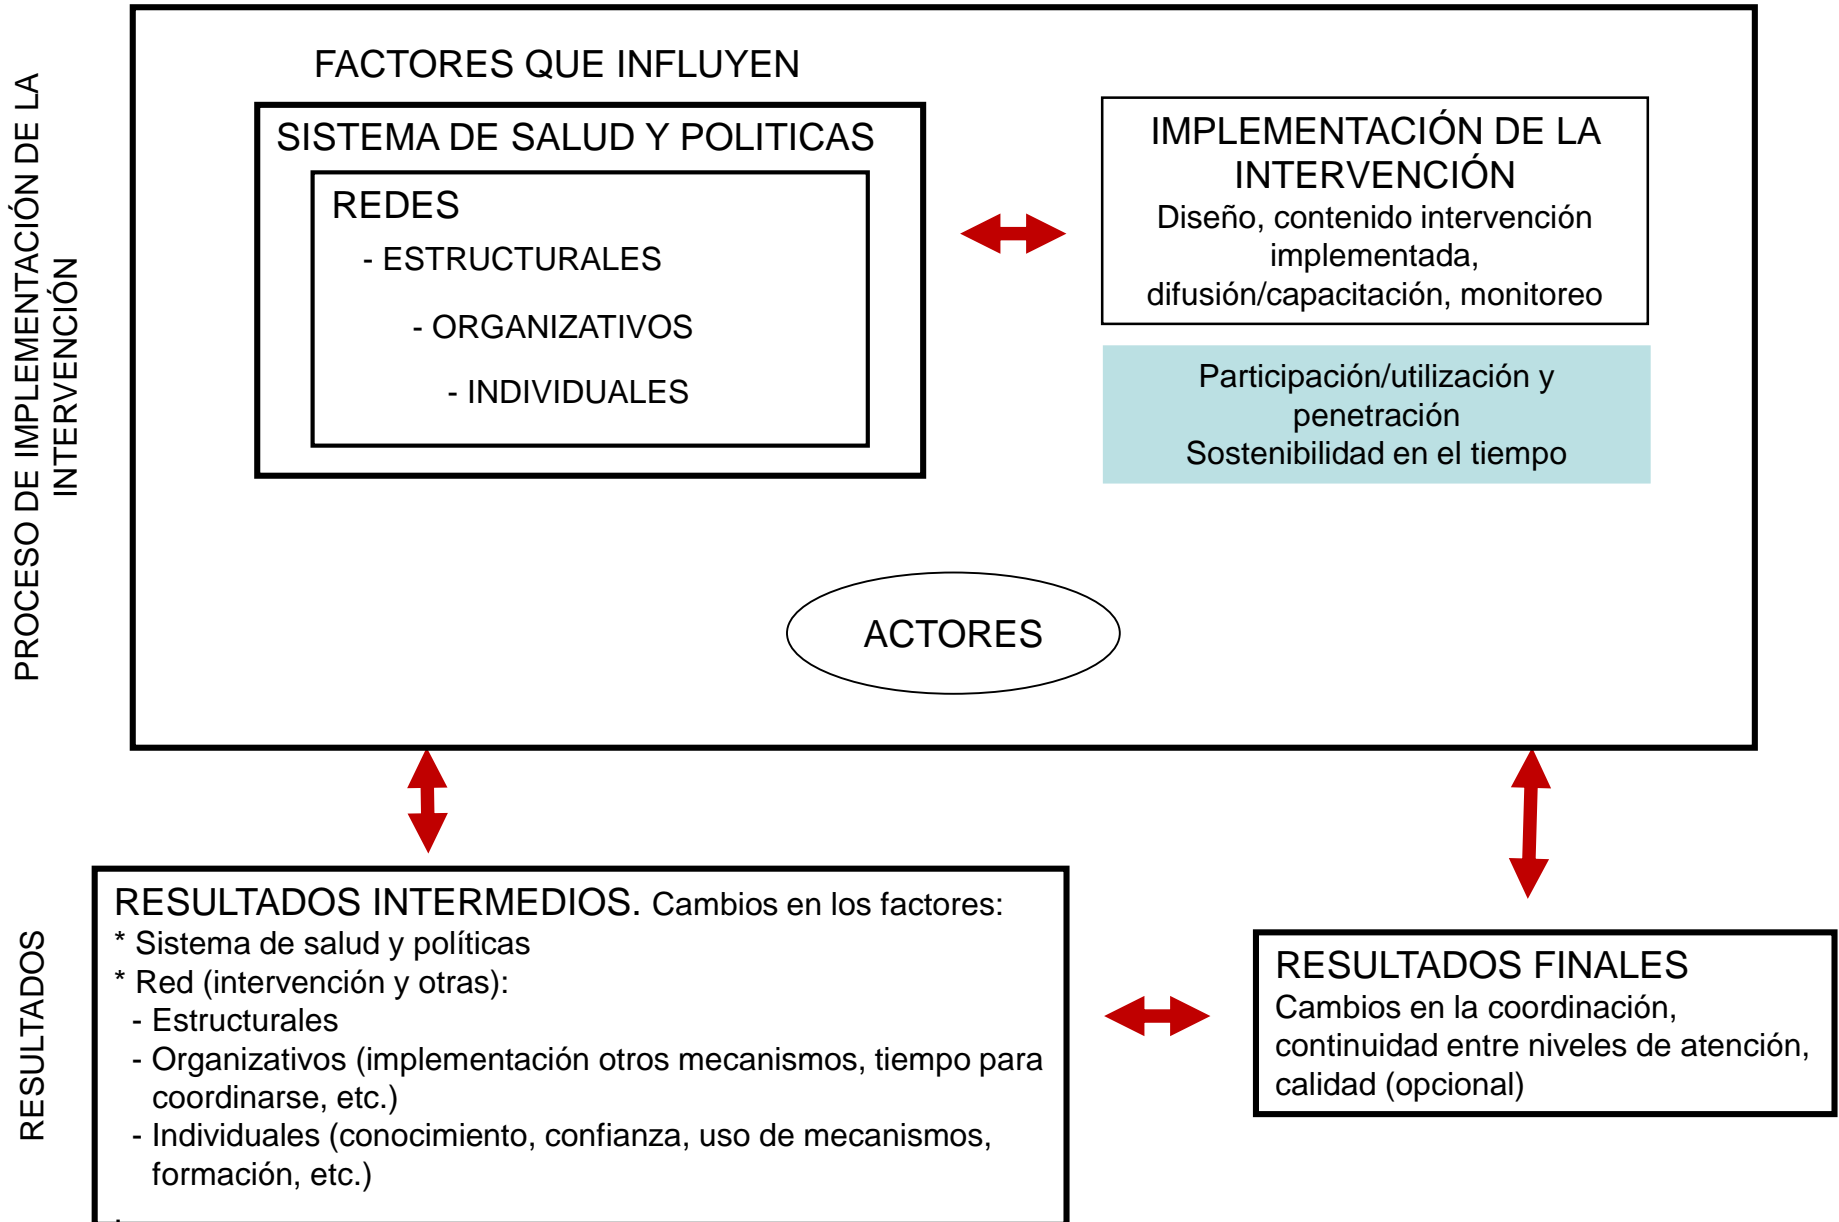 PROCESO DE IMPLEMENTACIÓN DE LA
INTERVENCIÓN
FACTORES QUE INFLUYEN
SISTEMA DE SALUD Y POLITICAS
REDES
- ESTRUCTURALES
- ORGANIZATIVOS
- INDIVIDUALES
IMPLEMENTACIÓN DE LA
INTERVENCIÓN
Diseño, contenido intervención
implementada,
difusión/capacitación, monitoreo
Participación/utilización y
penetración
Sostenibilidad en el tiempo
ACTORES
RESULTADOS
RESULTADOS INTERMEDIOS. Cambios en los factores:
* Sistema de salud y políticas
* Red (intervención y otras):
- Estructurales
- Organizativos (implementación otros mecanismos, tiempo para
coordinarse, etc.)
- Individuales (conocimiento, confianza, uso de mecanismos,
formación, etc.)
.
RESULTADOS FINALES
Cambios en la coordinación,
continuidad entre niveles de atención,
calidad (opcional)